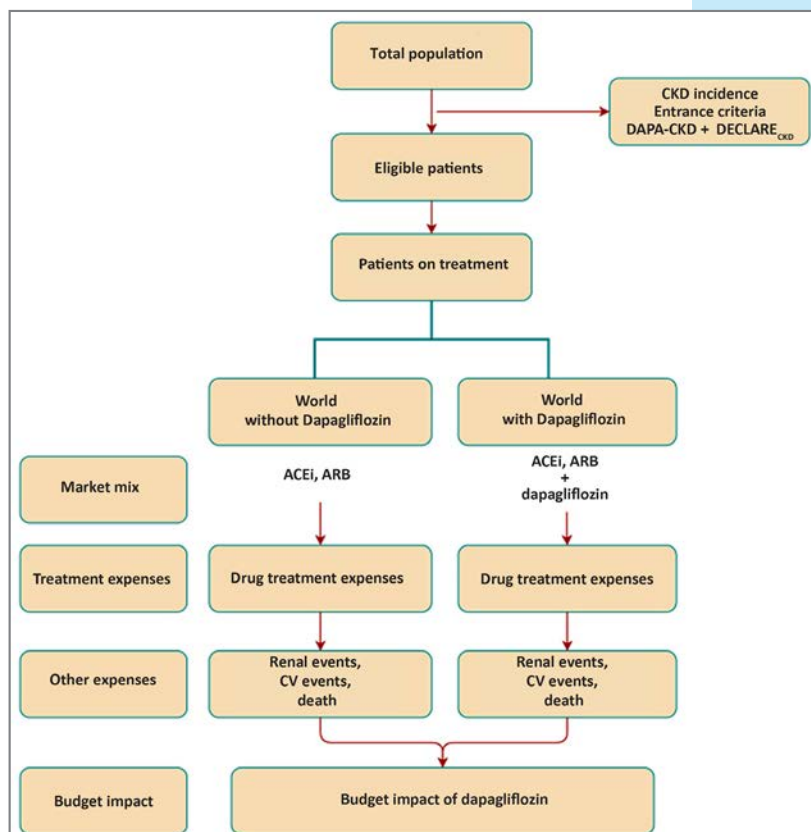 Total population
CKD incidence
Entrance criteria
DAPA-CKD + DECLARE CKD
Eligible patients
Patients on treatment
World
without Dapagliflozin
World
with Dapagliflozin
Market mix
ACEi, ARB
ACEi, ARB
+
dapagliflozin
Treatment expenses
Drug treatment expenses
Drug treatment expenses
Other expenses
Renal events,
CV events,
death
Renal events,
CV events,
death
Budget impact
Budget impact of dapagliflozin